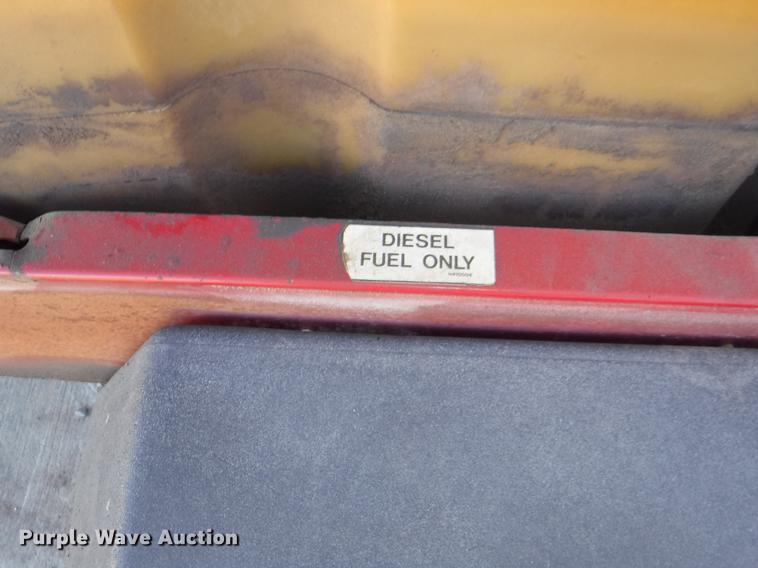 DIESEL
FUEL ONLY
Purple Wave Auction